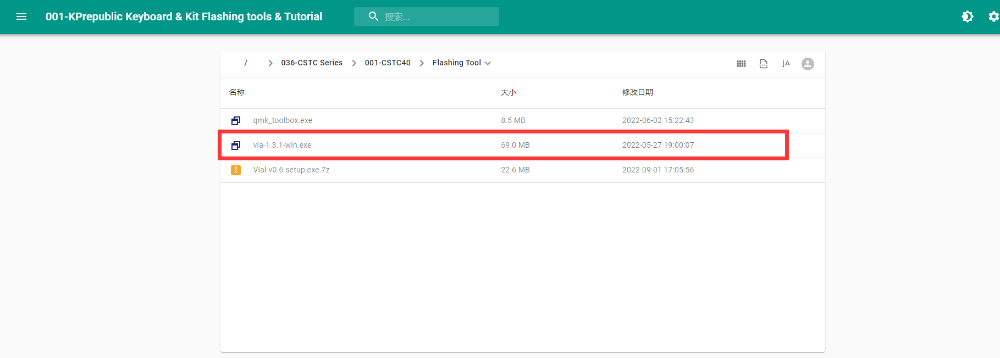 001-KPrepublic Keyboard & Kit Flashing tools & Tutorial
搜索...
/ 036-CSTC Series 001-CSTC40 Flashing Tool
名称 大小 修改日期
qmk_toolbox.exe 8.5 MB 2022-06-02 15:22:43
via-1.3.1-win.exe 69.0 MB 2022-05-27 19:00:07
Vial-v0.6-setup.exe.7z 22.6 MB 2022-09-01 17:05:56